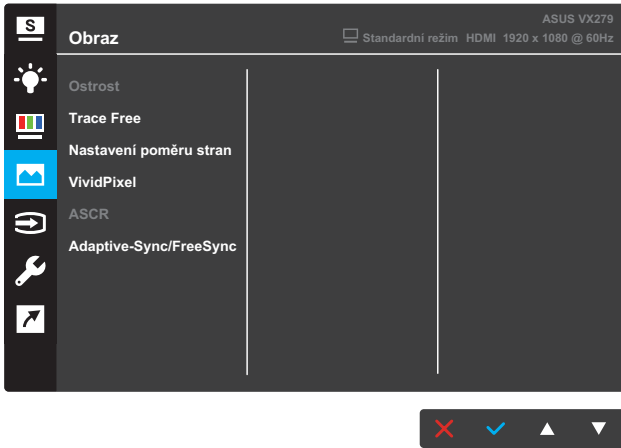 S
ASUS VX279
Obraz
Standardní režim HDMI 1920 x 1080 @ 60Hz
Ostrost
Trace Free
Nastavení poměru stran
VividPixel
ASCR
Adaptive-Sync/FreeSync